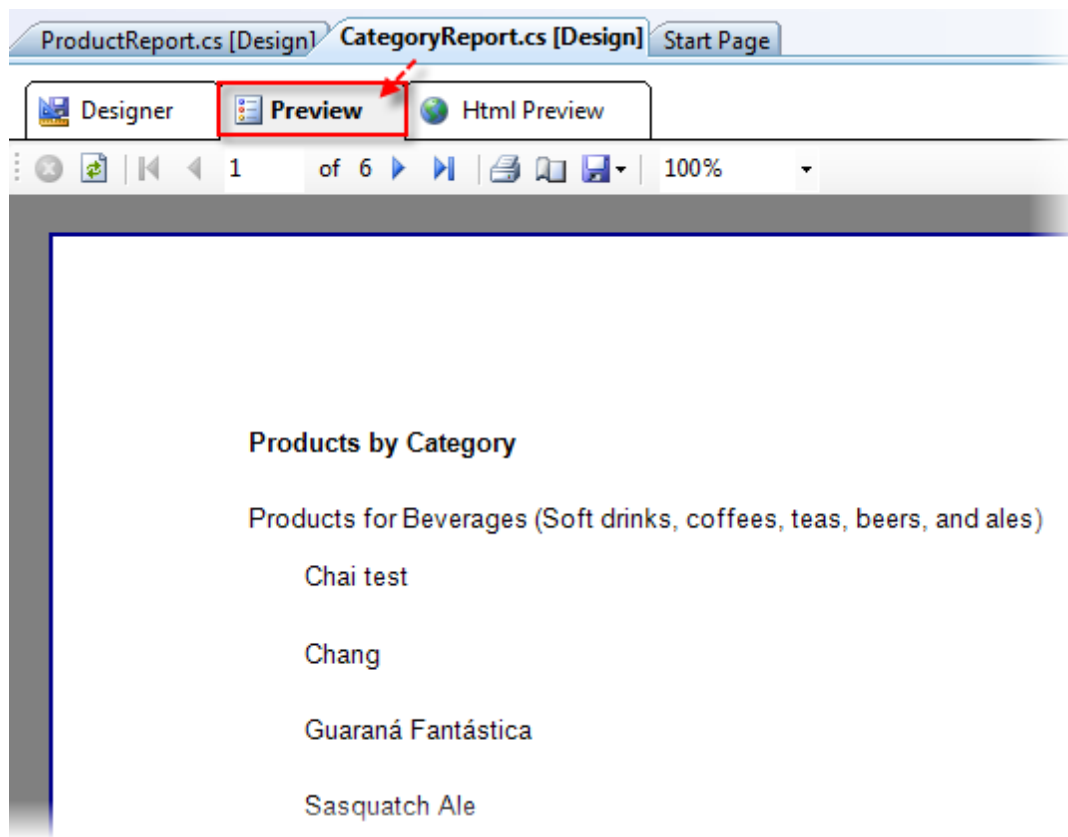 ProductReport.cs [Design] CategoryReport.cs [Design] Start Page
Designer Preview Html Preview
1 of 6 100%
Products by Category
Products for Beverages (Soft drinks, coffees, teas, beers, and ales)
Chai test
Chang
Guaraná Fantástica
Sasquatch Ale